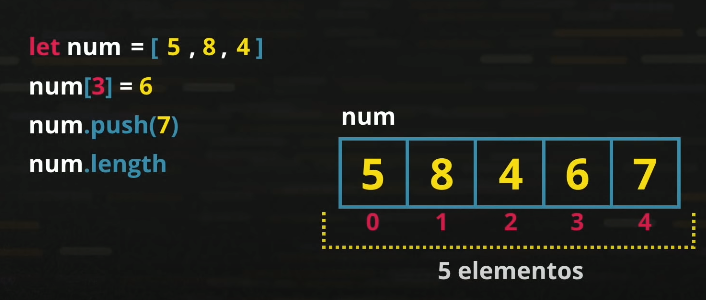 let num = [ 5 , 8 , 4 ]
num[3] = 6
num.push(7)
num.length
num
5 8 4 6 7
0 1 2 3 4
5 elementos